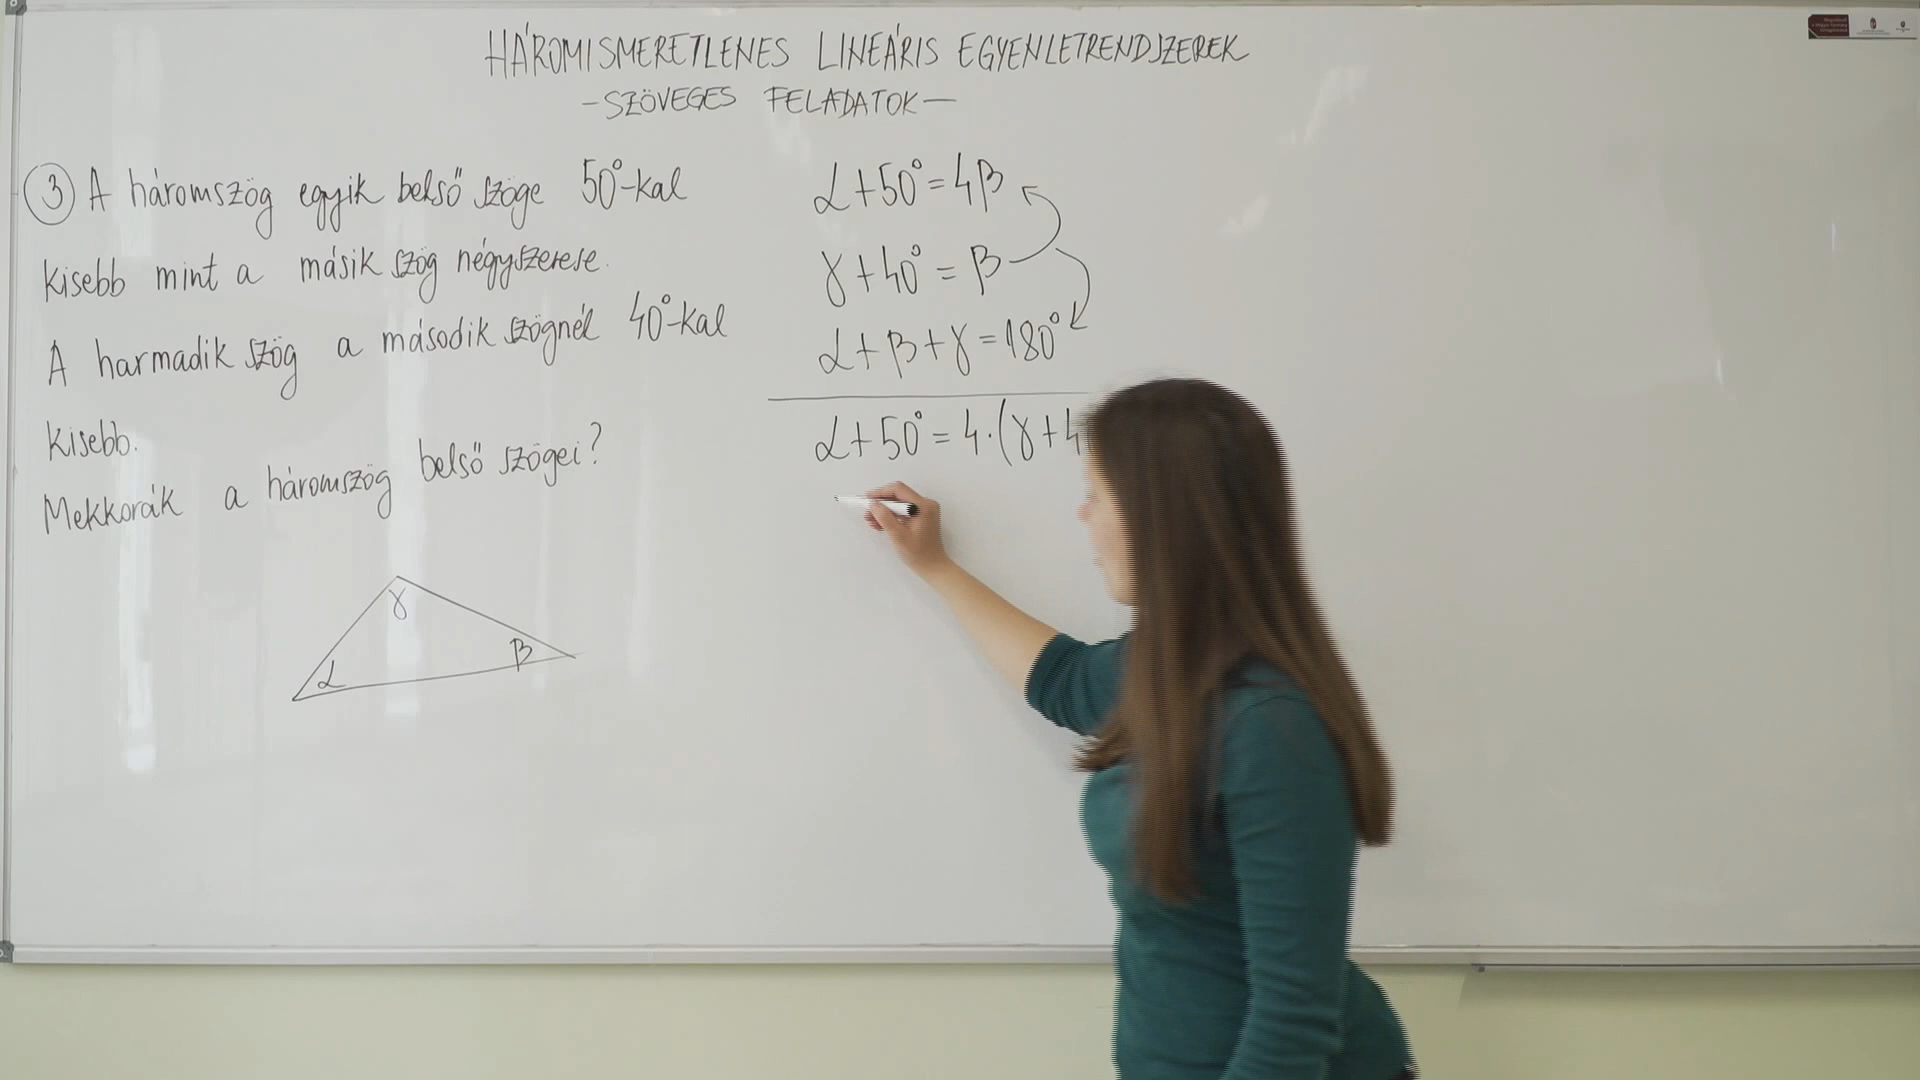 HÁROMISMERETLENES LINEÁRIS EGYENLETRENDSZEREK
-SZÖVEGES FELADATOK-
③ A háromszög egyik belső szöge 50°-kal
kisebb mint a másik szög négyszerese.
A harmadik szög a második szögnél 40°-kal
kisebb.
Mekkorák a háromszög belső szögei?
γ
α β
α+50°=4β
γ+40°=β
α+β+γ=180°
α+50°=4·(γ+4